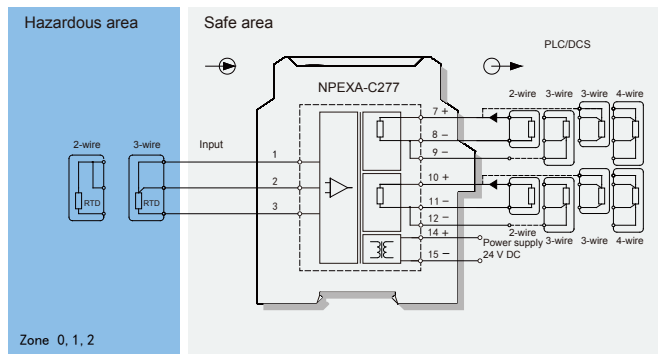 Hazardous area
Safe area
PLC/DCS
NPEXA-C277
2-wire 3-wire 3-wire 4-wire
7 +
8 −
9 −
2-wire 3-wire Input
1
2
3
RTD RTD
10 +
11 −
12 −
14 +
15 −
2-wire 3-wire 3-wire 4-wire
Power supply
24 V DC
Zone 0, 1, 2